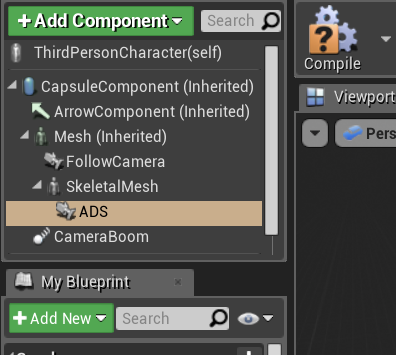 + Add Component
Search
ThirdPersonCharacter(self)
CapsuleComponent (Inherited)
ArrowComponent (Inherited)
Mesh (Inherited)
FollowCamera
SkeletalMesh
ADS
CameraBoom
My Blueprint
+ Add New
Search
Compile
Viewport
Pers